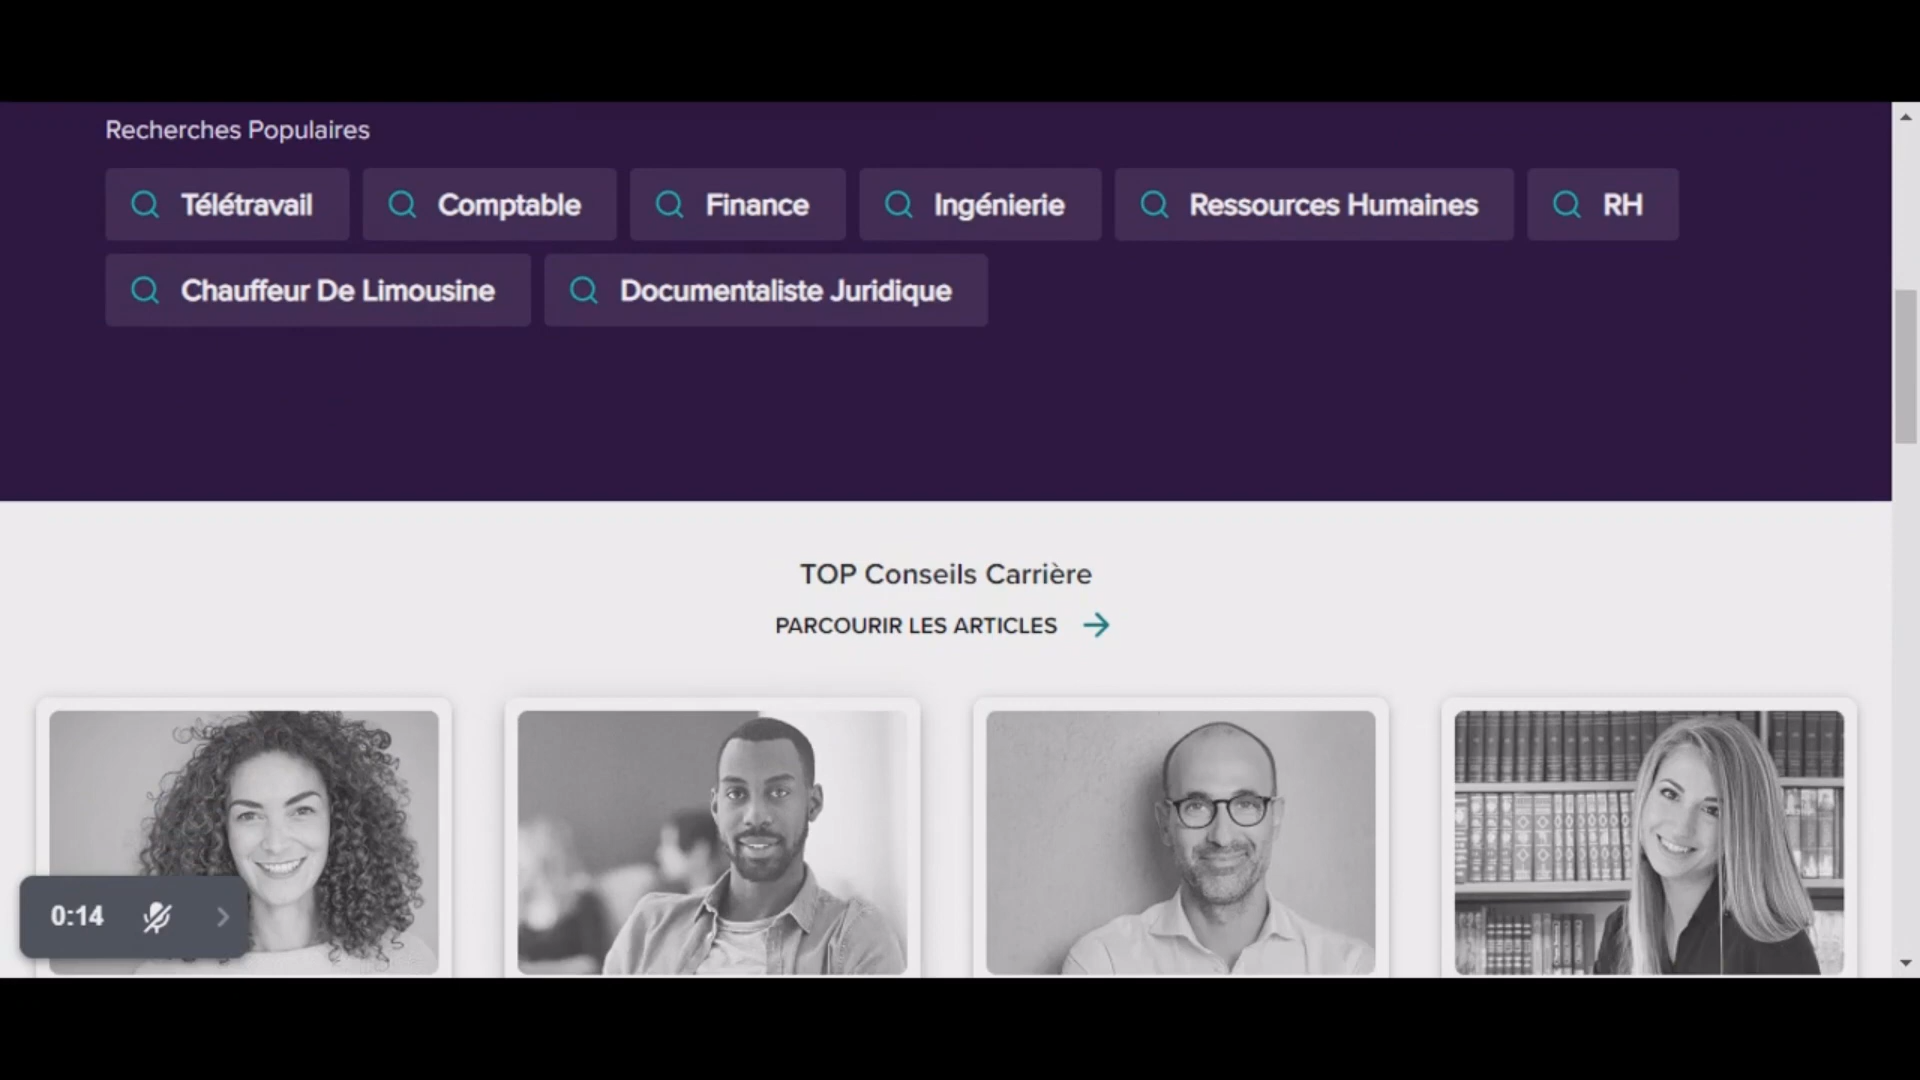 Recherches Populaires
Télétravail Comptable Finance Ingénierie Ressources Humaines RH
Chauffeur De Limousine Documentaliste Juridique
TOP Conseils Carrière
PARCOURIR LES ARTICLES
0:14